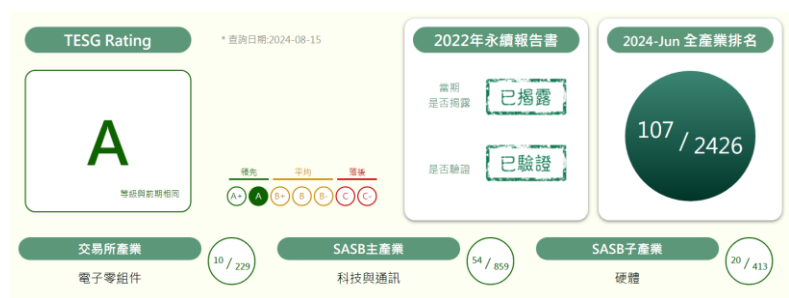 TESG Rating
* 查詢日期:2024-08-15
A
等級與前期相同
領先 平均 落後
A+ A B+ B B- C C-
2022年永續報告書
當期
是否揭露
已揭露
是否驗證
已驗證
2024-Jun 全產業排名
107 / 2426
交易所產業
電子零組件
10 / 229
SASB主產業
科技與通訊
54 / 859
SASB子產業
硬體
20 / 413